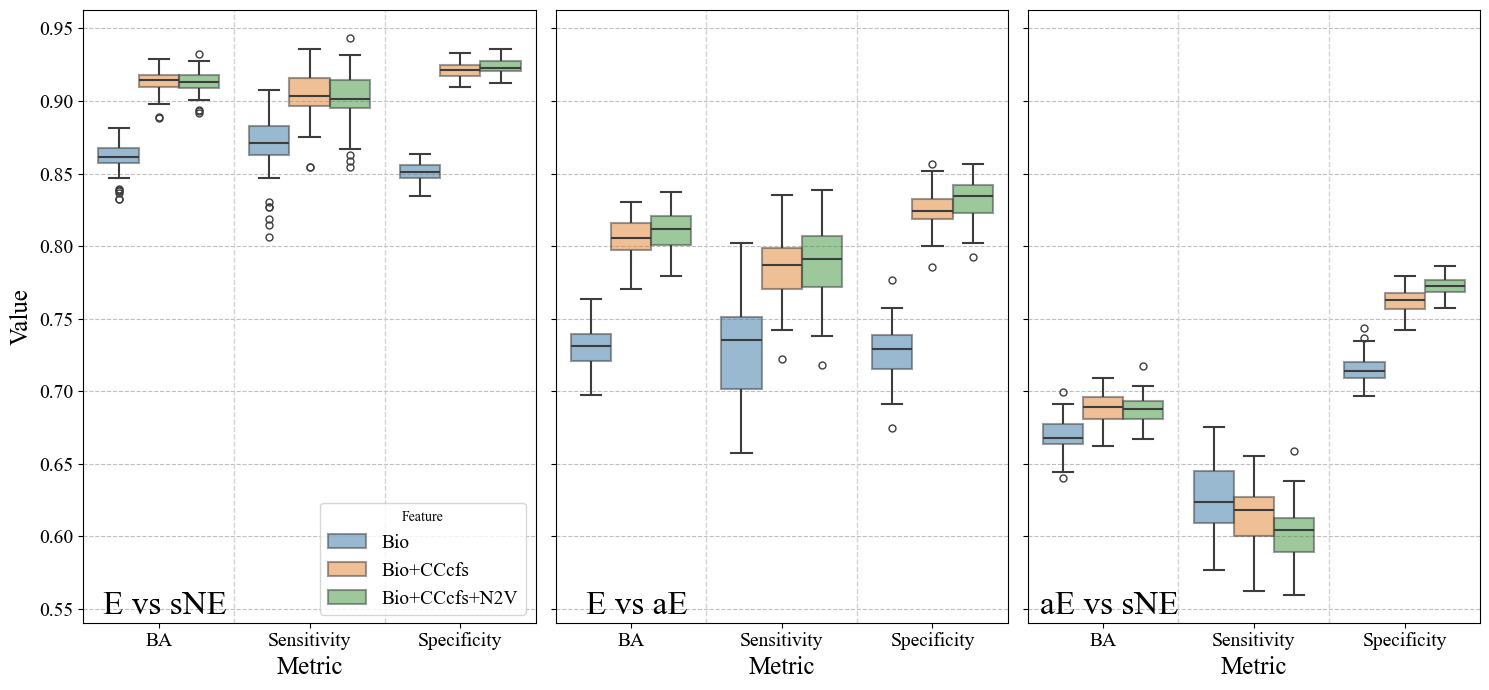 0.95
0.90
0.85
0.80
0.75
0.70
0.65
0.60
0.55
Value
Feature
Bio
Bio+CCcfs
Bio+CCcfs+N2V
E vs sNE
E vs aE
aE vs sNE
BA Sensitivity Specificity
BA Sensitivity Specificity
BA Sensitivity Specificity
Metric
Metric
Metric